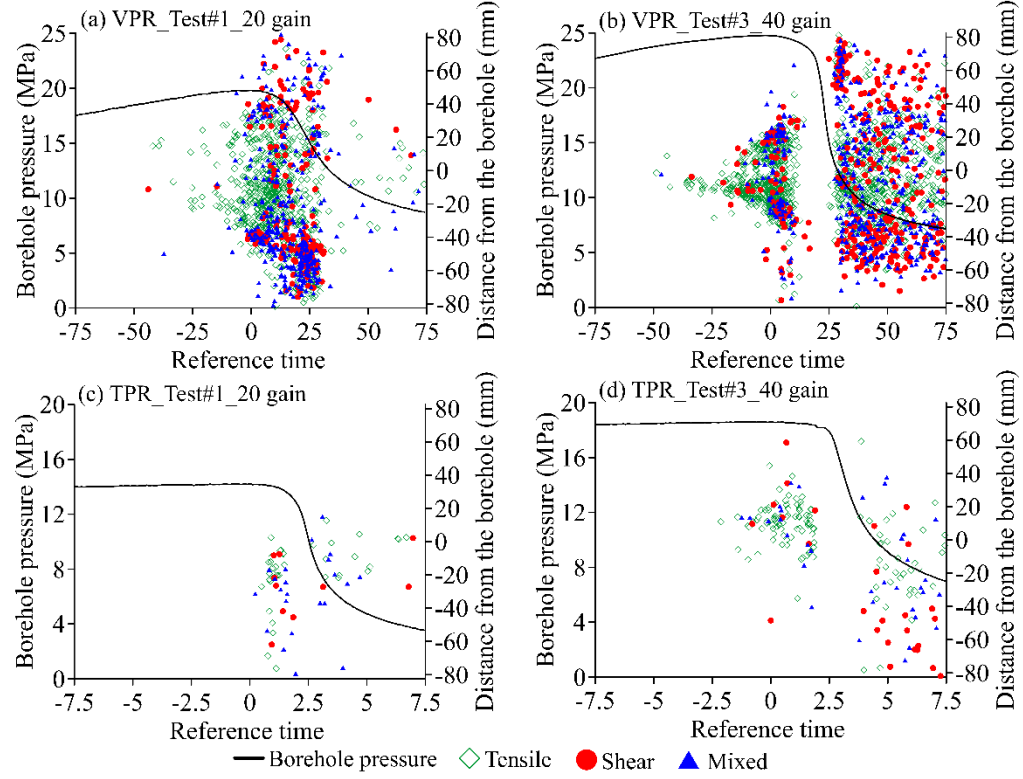 (a) VPR_Test#1_20 gain
25
20
15
10
5
0
Borehole pressure (MPa)
80
60
40
20
0
-20
-40
-60
-80
Distance from the borehole (mm)
-75 -50 -25 0 25 50 75
Reference time
(b) VPR_Test#3_40 gain
25
20
15
10
5
0
Borehole pressure (MPa)
80
60
40
20
0
-20
-40
-60
-80
Distance from the borehole (mm)
-75 -50 -25 0 25 50 75
Reference time
(c) TPR_Test#1_20 gain
20
16
12
8
4
0
Borehole pressure (MPa)
80
60
40
20
0
-20
-40
-60
-80
Distance from the borehole (mm)
-7.5 -5.0 -2.5 0 2.5 5.0 7.5
Reference time
(d) TPR_Test#3_40 gain
20
16
12
8
4
0
Borehole pressure (MPa)
80
60
40
20
0
-20
-40
-60
-80
Distance from the borehole (mm)
-7.5 -5.0 -2.5 0 2.5 5.0 7.5
Reference time
Borehole pressure Tensile Shear Mixed